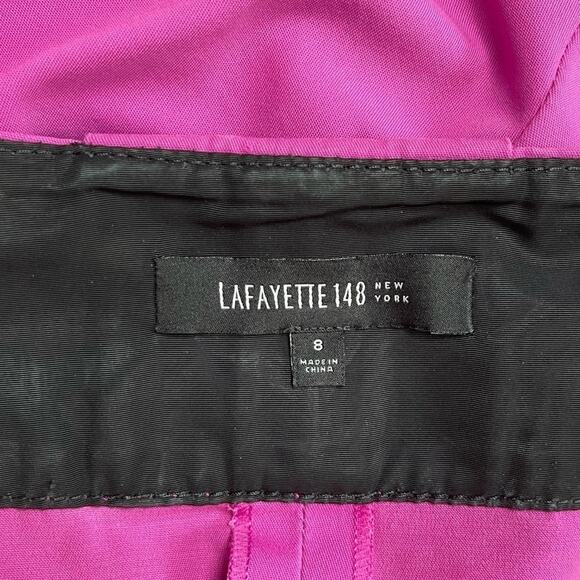 LAFAYETTE 148 NEW YORK
8
MADE IN
CHINA